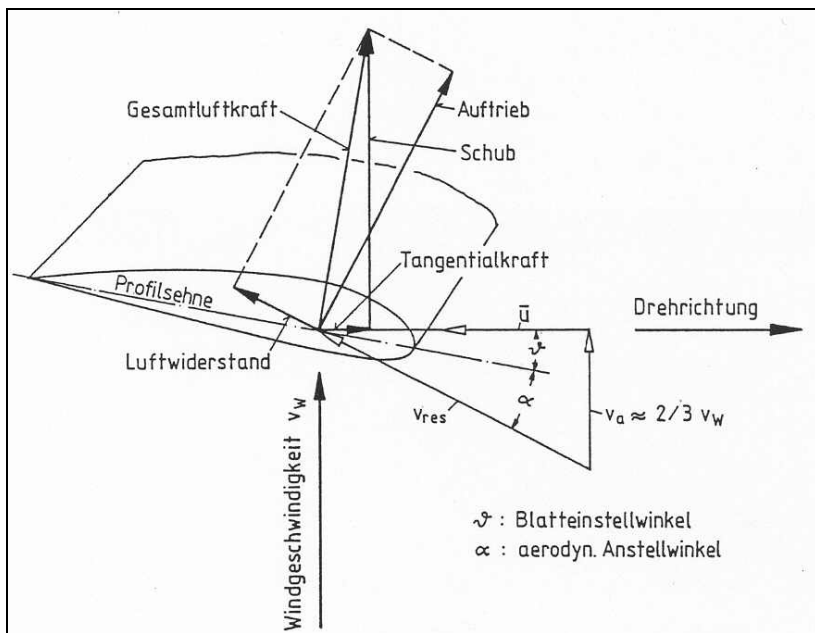 Gesamtluftkraft
Auftrieb
Schub
Tangentialkraft
Profilsehne
ū
Drehrichtung
Luftwiderstand
ϑ
α
v_res
v_a ≈ 2/3 v_w
Windgeschwindigkeit v_w
ϑ : Blatteinstellwinkel
α : aerodyn. Anstellwinkel